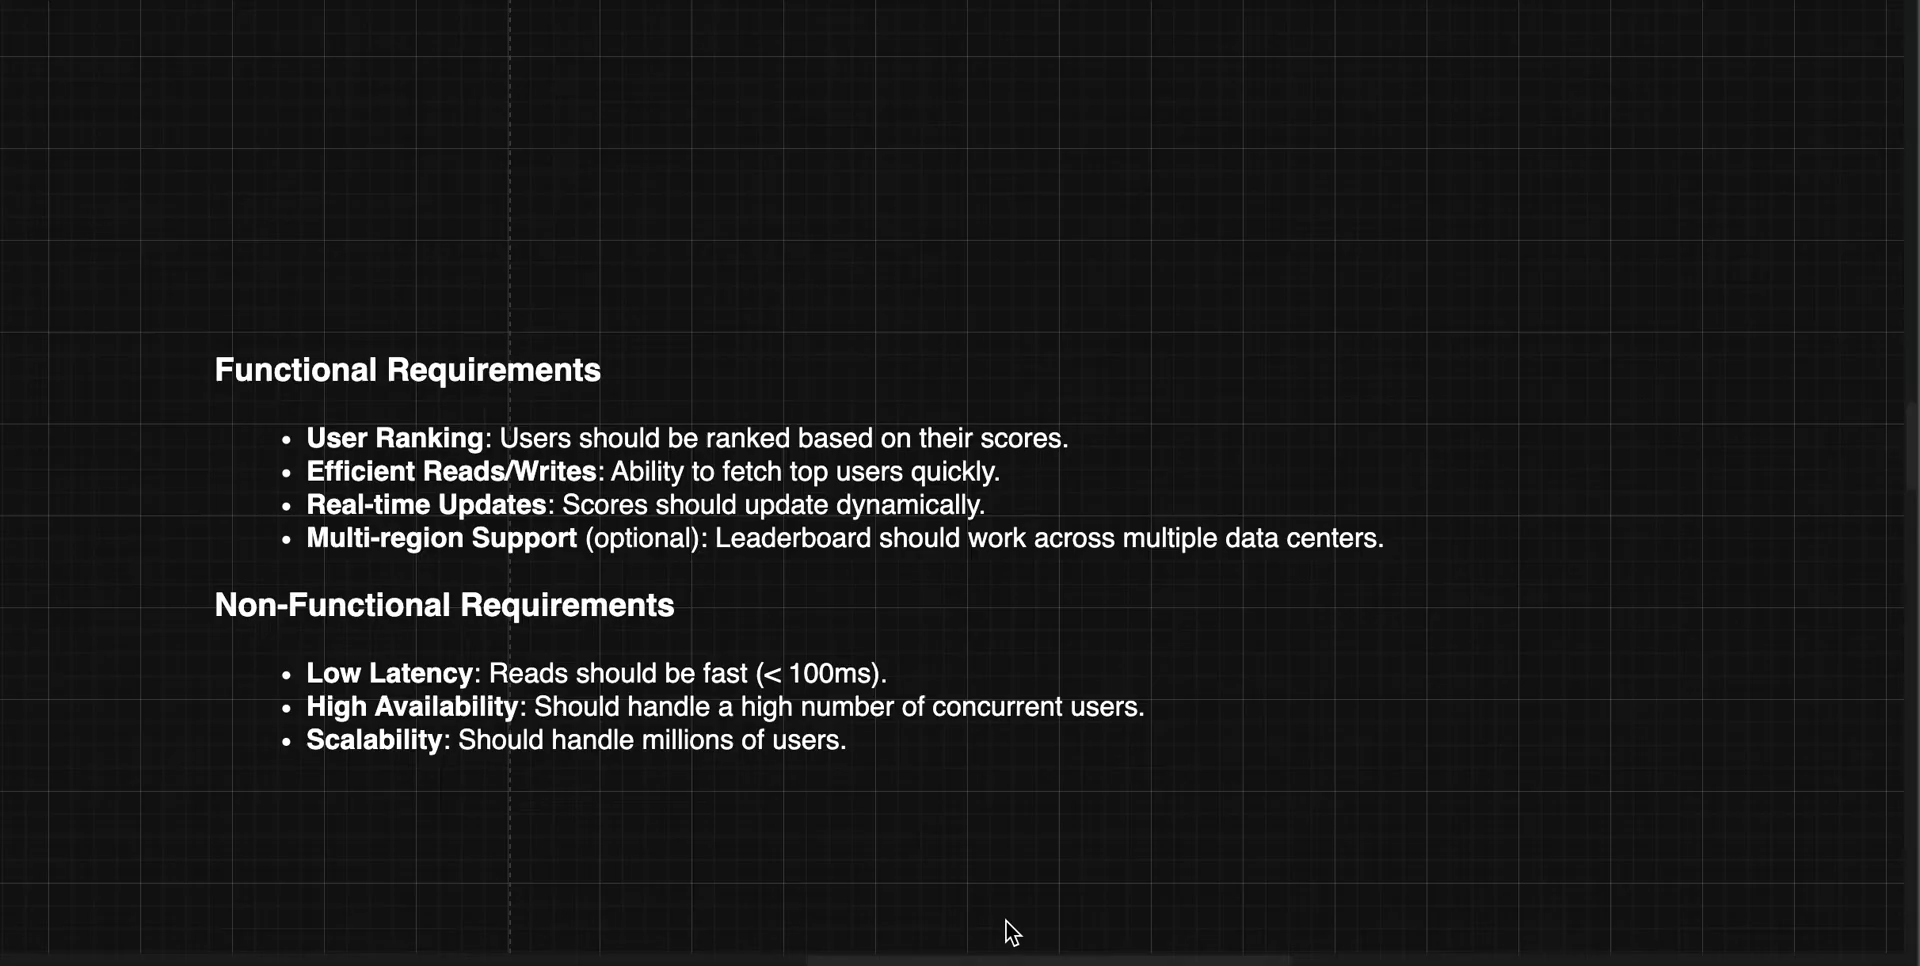 Functional Requirements
• User Ranking: Users should be ranked based on their scores.
• Efficient Reads/Writes: Ability to fetch top users quickly.
• Real-time Updates: Scores should update dynamically.
• Multi-region Support (optional): Leaderboard should work across multiple data centers.
Non-Functional Requirements
• Low Latency: Reads should be fast (< 100ms).
• High Availability: Should handle a high number of concurrent users.
• Scalability: Should handle millions of users.